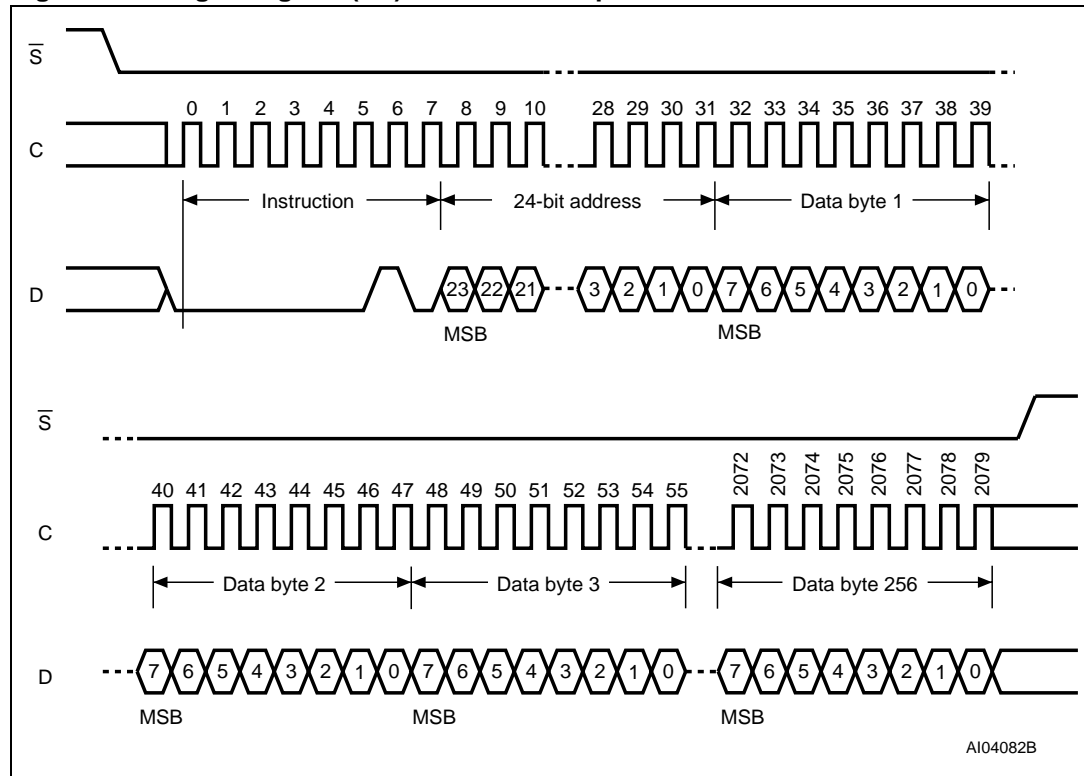 S
0 1 2 3 4 5 6 7 8 9 10 28 29 30 31 32 33 34 35 36 37 38 39
C
Instruction 24-bit address Data byte 1
D
23 22 21 3 2 1 0 7 6 5 4 3 2 1 0
MSB MSB
S
40 41 42 43 44 45 46 47 48 49 50 51 52 53 54 55 2072 2073 2074 2075 2076 2077 2078 2079
C
Data byte 2 Data byte 3 Data byte 256
D
7 6 5 4 3 2 1 0 7 6 5 4 3 2 1 0 7 6 5 4 3 2 1 0
MSB MSB MSB
AI04082B